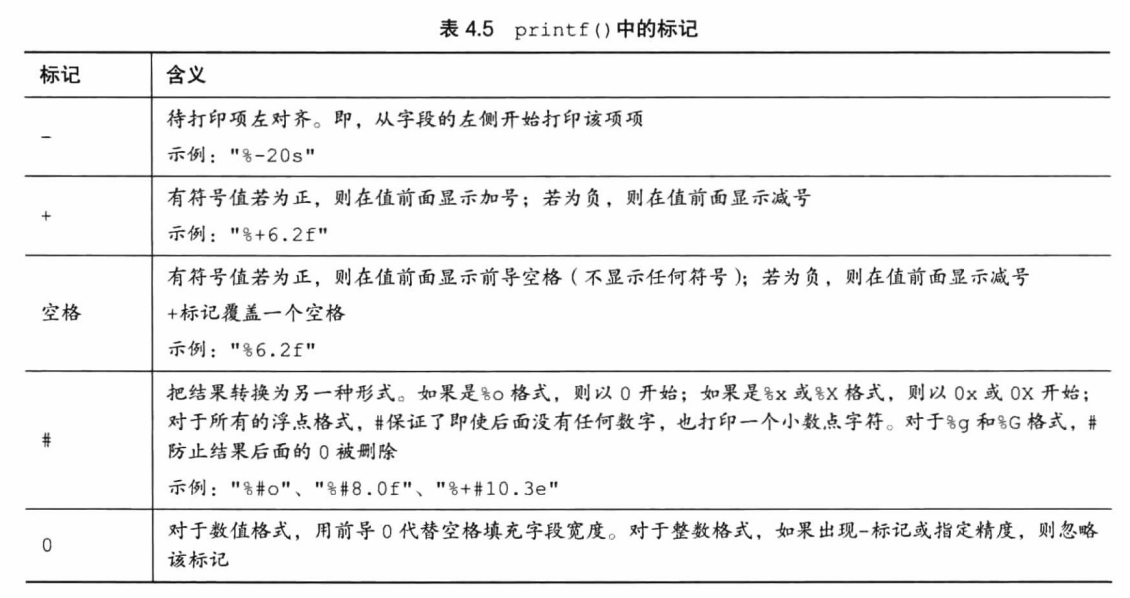 表 4.5 printf()中的标记
标记 含义
- 待打印项左对齐。即，从字段的左侧开始打印该项项
示例："%-20s"
+ 有符号值若为正，则在值前面显示加号；若为负，则在值前面显示减号
示例："%+6.2f"
空格 有符号值若为正，则在值前面显示前导空格（不显示任何符号）；若为负，则在值前面显示减号
+标记覆盖一个空格
示例："%6.2f"
# 把结果转换为另一种形式。如果是%o 格式，则以 0 开始；如果是%x 或%X 格式，则以 0x 或 0X 开始；
对于所有的浮点格式，#保证了即使后面没有任何数字，也打印一个小数点字符。对于%g 和%G 格式，#
防止结果后面的 0 被删除
示例："%#o"、"%#8.0f"、"%+#10.3e"
0 对于数值格式，用前导 0 代替空格填充字段宽度。对于整数格式，如果出现-标记或指定精度，则忽略
该标记